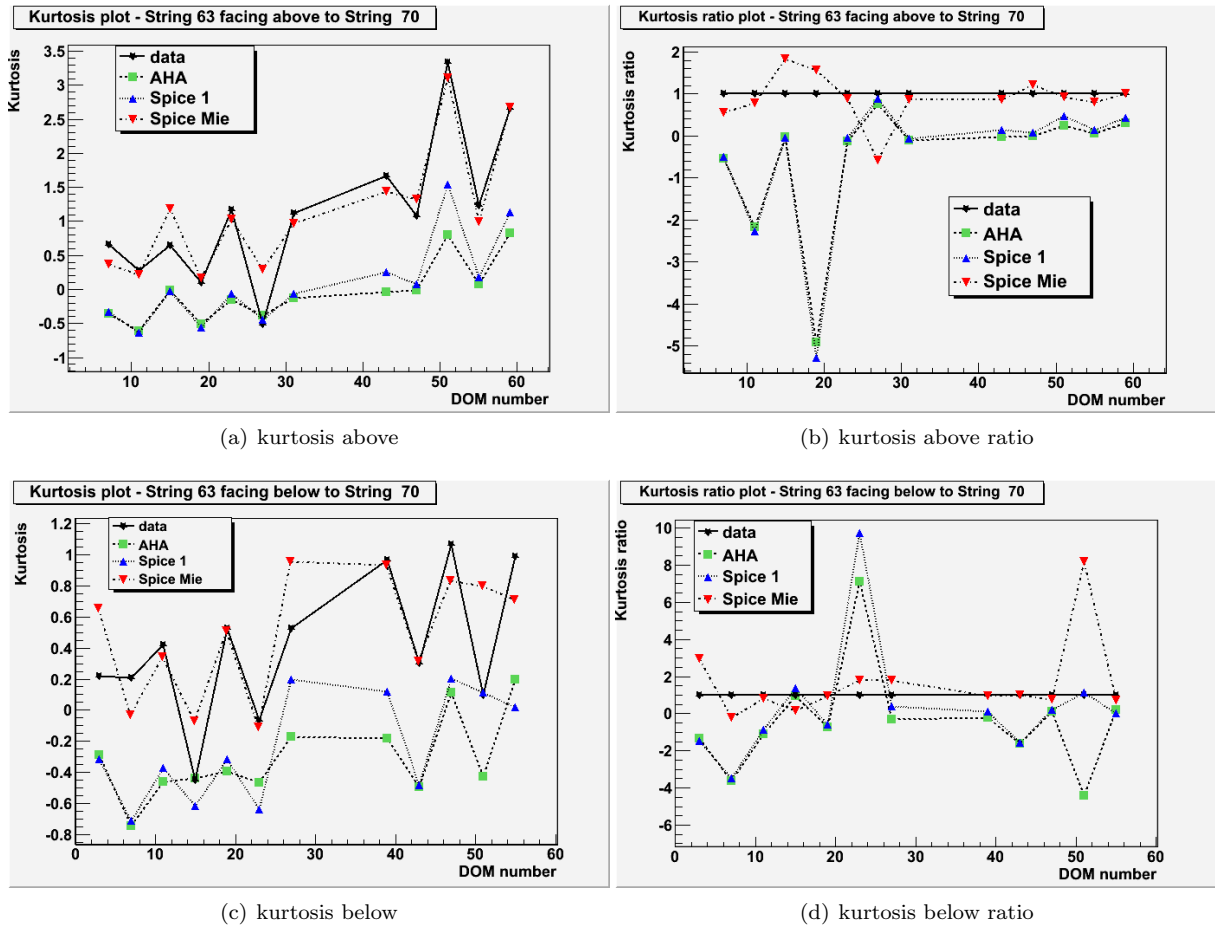 Kurtosis plot - String 63 facing above to String 70
Kurtosis
3.5
3
2.5
2
1.5
1
0.5
0
-0.5
-1
data
AHA
Spice 1
Spice Mie
10 20 30 40 50 60
DOM number
(a) kurtosis above
Kurtosis ratio plot - String 63 facing above to String 70
Kurtosis ratio
2
1
0
-1
-2
-3
-4
-5
data
AHA
Spice 1
Spice Mie
10 20 30 40 50 60
DOM number
(b) kurtosis above ratio
Kurtosis plot - String 63 facing below to String 70
Kurtosis
1.2
1
0.8
0.6
0.4
0.2
0
-0.2
-0.4
-0.6
-0.8
data
AHA
Spice 1
Spice Mie
0 10 20 30 40 50 60
DOM number
(c) kurtosis below
Kurtosis ratio plot - String 63 facing below to String 70
Kurtosis ratio
10
8
6
4
2
0
-2
-4
-6
data
AHA
Spice 1
Spice Mie
0 10 20 30 40 50 60
DOM number
(d) kurtosis below ratio